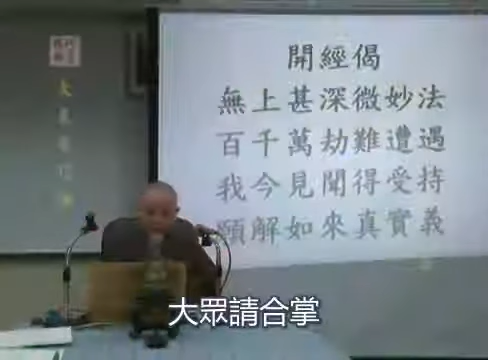 開經偈
無上甚深微妙法
百千萬劫難遭遇
我今見聞得受持
願解如來真實義
大眾請合掌